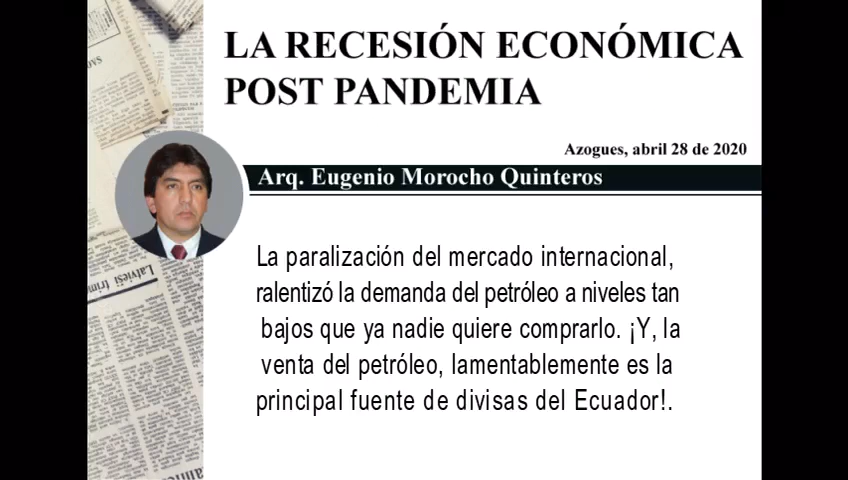 LA RECESIÓN ECONÓMICA
POST PANDEMIA
Azogues, abril 28 de 2020
Arq. Eugenio Morocho Quinteros
La paralización del mercado internacional,
ralentizó la demanda del petróleo a niveles tan
bajos que ya nadie quiere comprarlo. ¡Y, la
venta del petróleo, lamentablemente es la
principal fuente de divisas del Ecuador!.
Latvieši